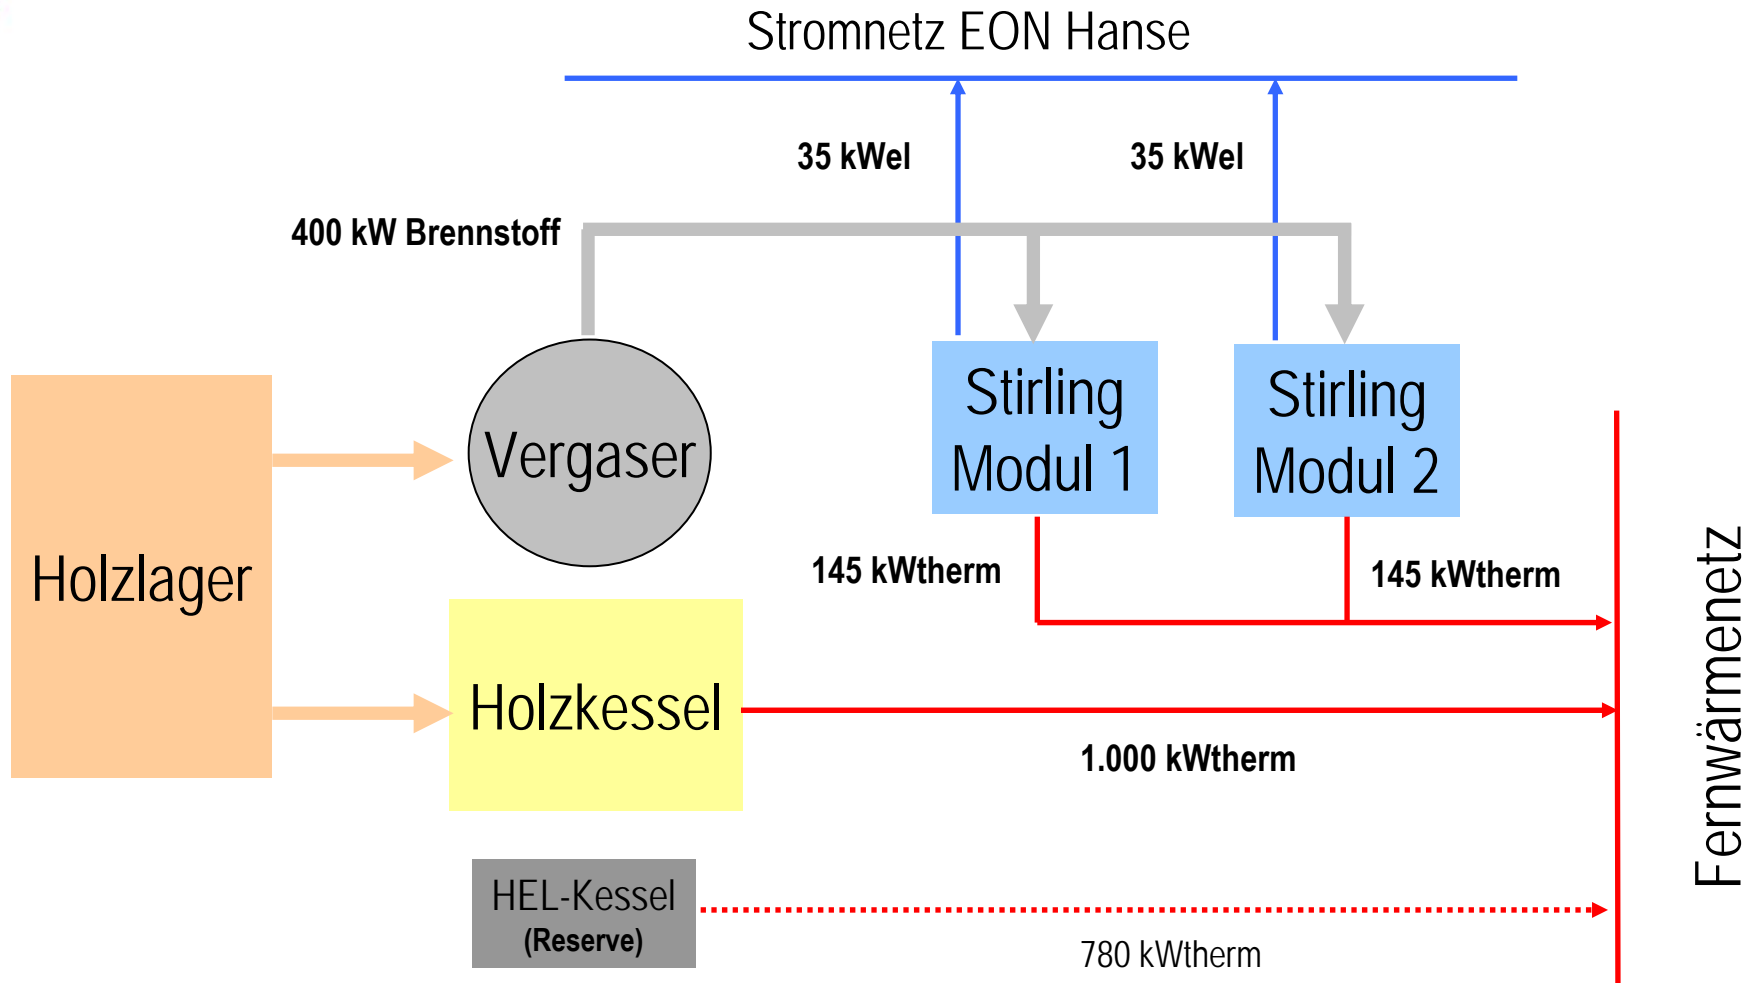 Stromnetz EON Hanse
35 kWel
35 kWel
400 kW Brennstoff
Stirling
Modul 1
Stirling
Modul 2
Vergaser
Holzlager
145 kWtherm
145 kWtherm
Holzkessel
1.000 kWtherm
Fernwärmenetz
HEL-Kessel
(Reserve)
780 kWtherm